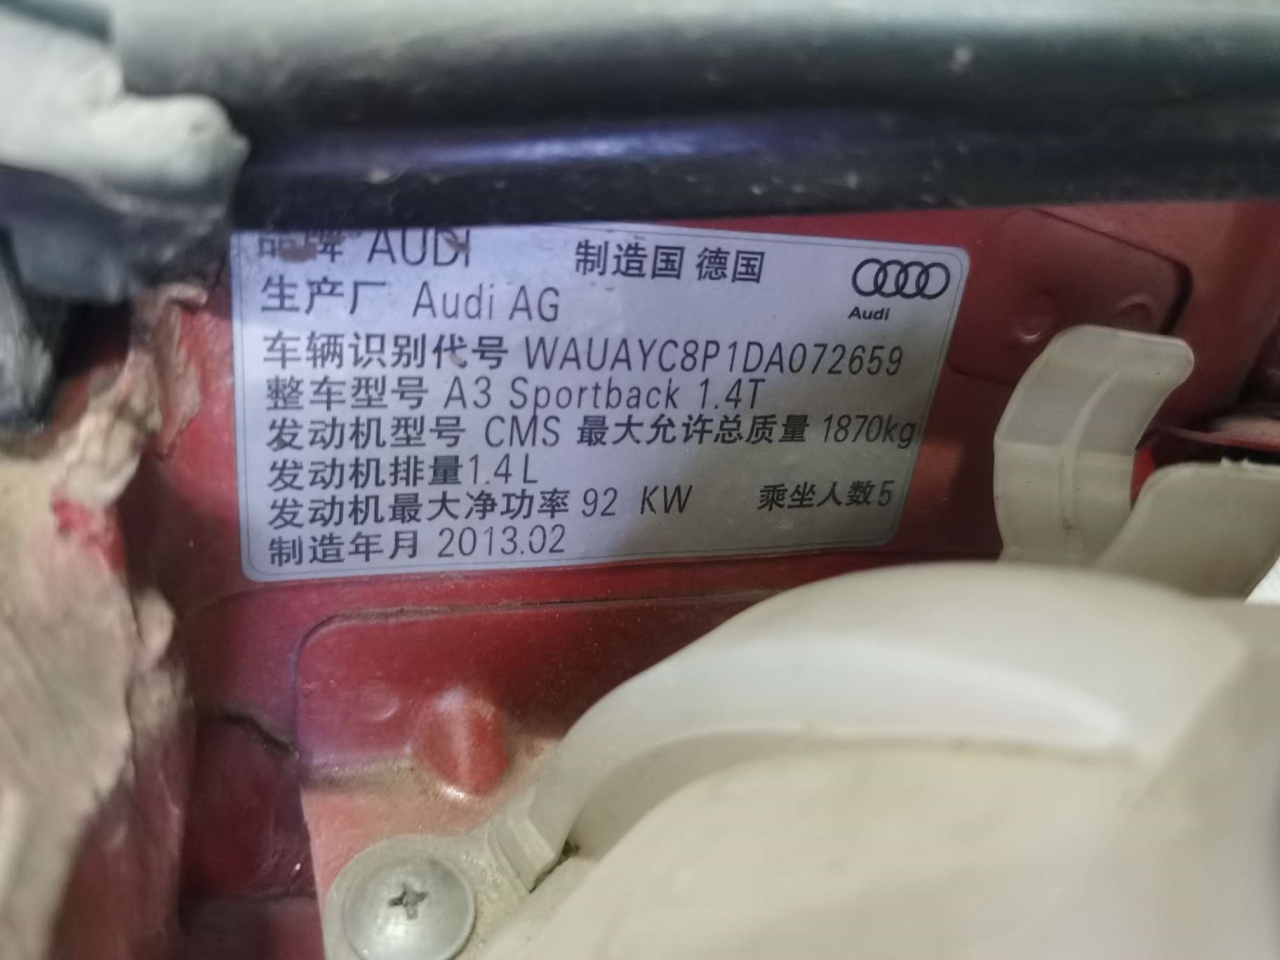 品牌 AUDI 制造国 德国
Audi
生产厂 Audi AG
车辆识别代号 WAUAYC8P1DA072659
整车型号 A3 Sportback 1.4T
发动机型号 CMS 最大允许总质量 1870kg
发动机排量1.4L
发动机最大净功率 92 KW 乘坐人数5
制造年月 2013.02